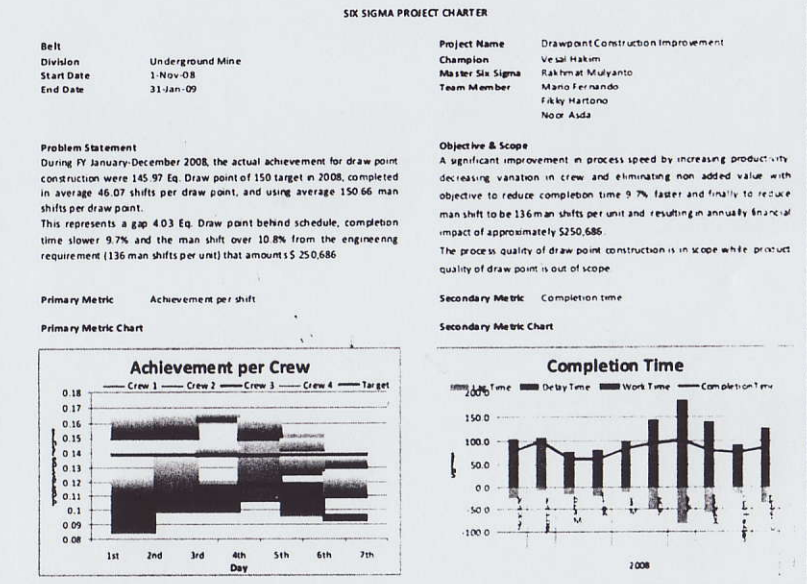 SIX SIGMA PROJECT CHARTER
Belt
Division Underground Mine
Start Date 1-Nov-08
End Date 31-Jan-09
Project Name Drawpoint Construction Improvement
Champion Vesal Hakim
Master Six Sigma Rakhmat Mulyanto
Team Member Mario Fernando
Fikky Hartono
Noor Asda
Problem Statement
During FY January-December 2008, the actual achievement for draw point
construction were 145.97 Eq. Draw point of 150 target in 2008, completed
in average 46.07 shifts per draw point, and using average 150.66 man
shifts per draw point.
This represents a gap 4.03 Eq. Draw point behind schedule, completion
time slower 9.7% and the man shift over 10.8% from the engineering
requirement (136 man shifts per unit) that amounts $ 250,686
Objective & Scope
A significant improvement in process speed by increasing productivity
decreasing variation in crew and eliminating non added value with
objective to reduce completion time 9.7% faster and finally to reduce
man shift to be 136 man shifts per unit and resulting in annually financial
impact of approximately $250,686.
The process quality of draw point construction is in scope while product
quality of draw point is out of scope
Primary Metric Achievement per shift
Primary Metric Chart
Secondary Metric Completion time
Secondary Metric Chart
Achievement per Crew
Crew 1 Crew 2 Crew 3 Crew 4 Target
0.18
0.17
0.16
0.15
0.14
0.13
0.12
0.11
0.1
0.09
0.08
1st 2nd 3rd 4th 5th 6th 7th
Day
Completion Time
Time Delay Time Work Time Completion Time
200.0
150.0
100.0
50.0
0.0
-50.0
-100.0
2008